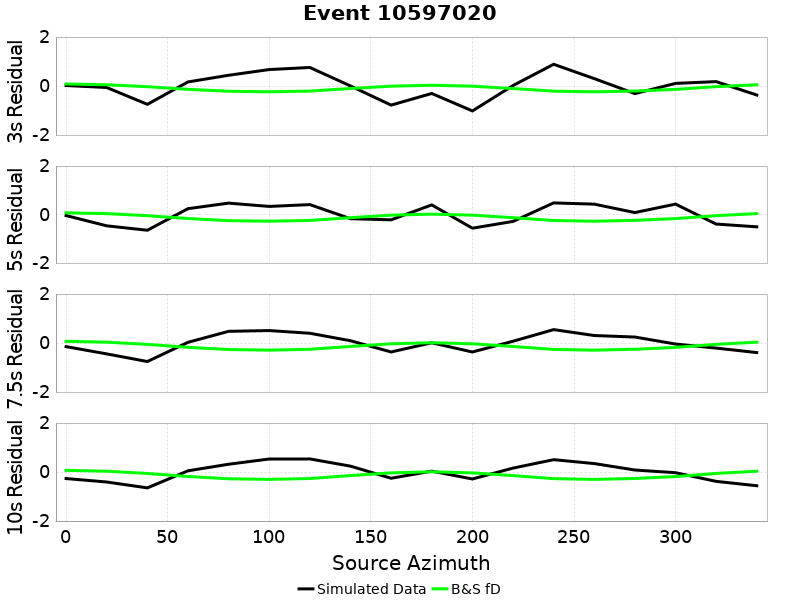 Event 10597020
3s Residual
2
0
-2
5s Residual
2
0
-2
7.5s Residual
2
0
-2
10s Residual
2
0
-2
0 50 100 150 200 250 300
Source Azimuth
Simulated Data B&S fD